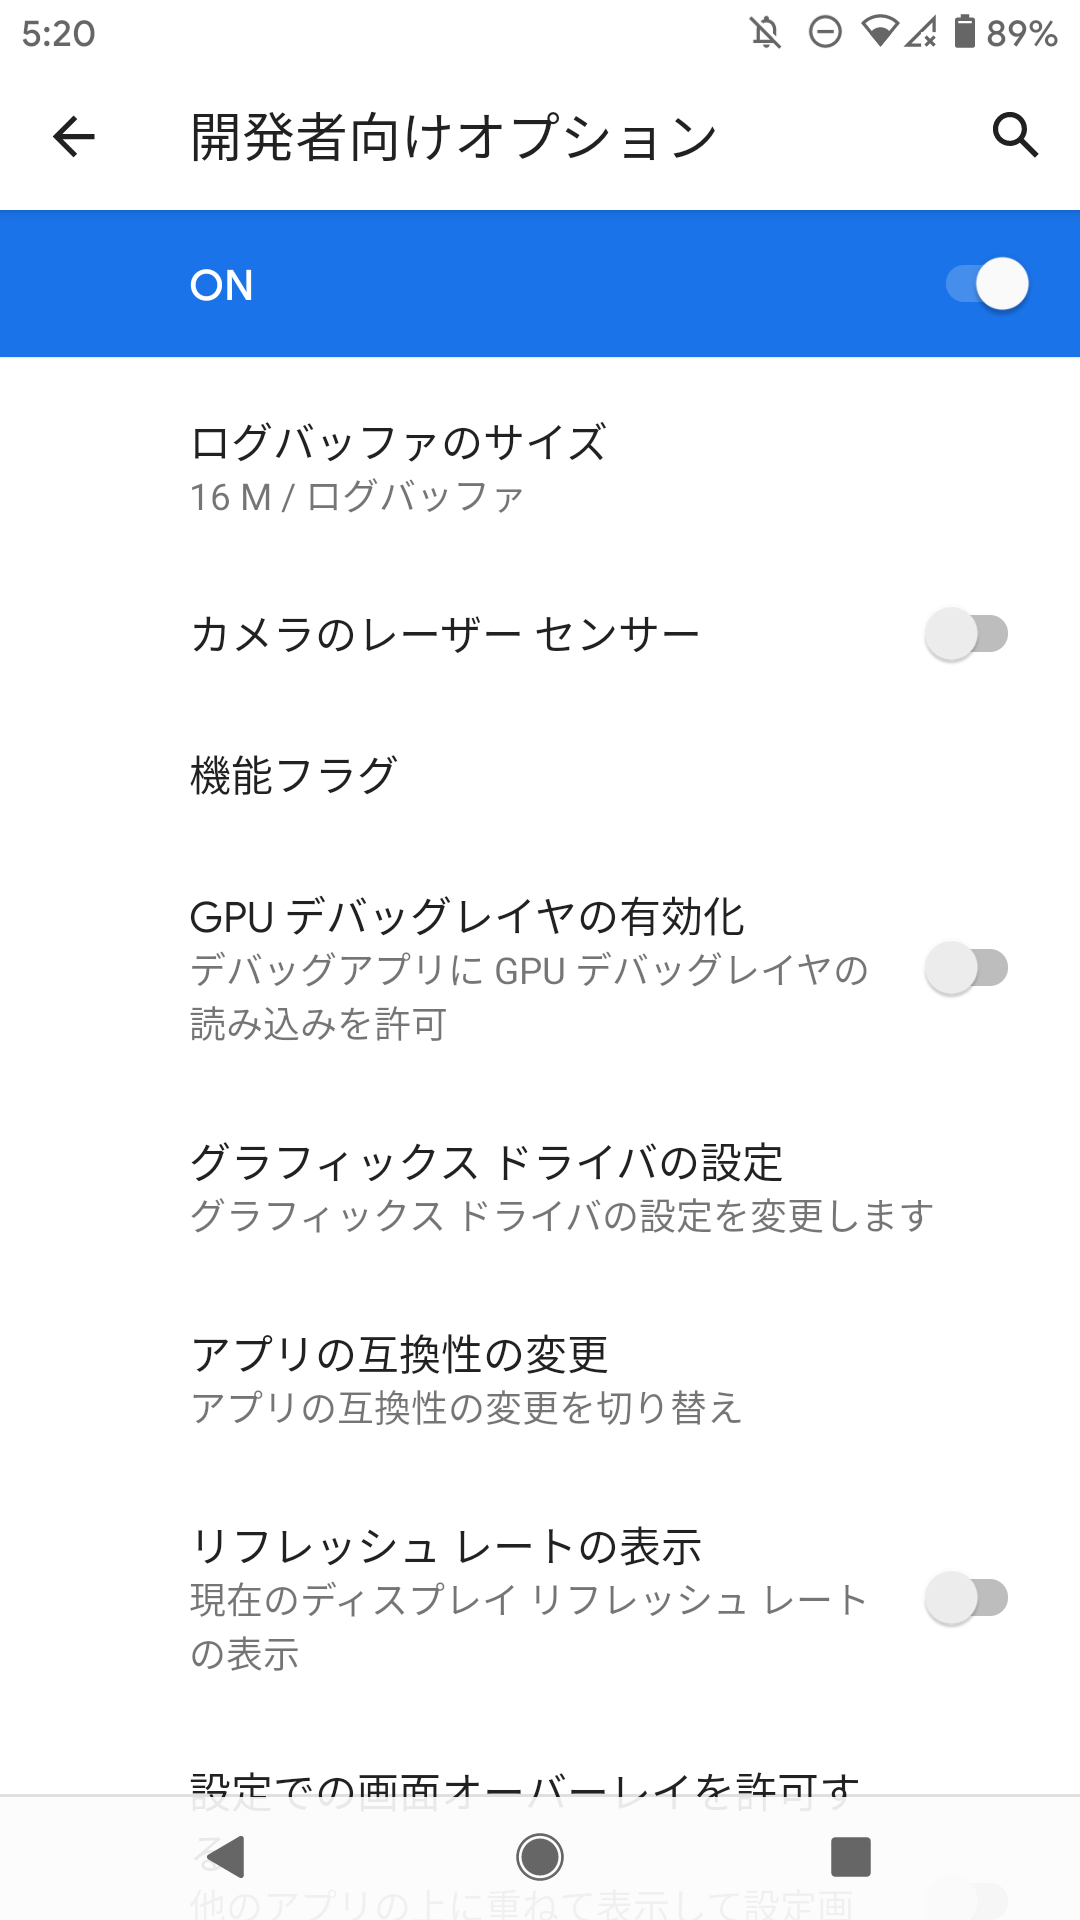 5:20 89%
開発者向けオプション
ON
ログバッファのサイズ
16 M / ログバッファ
カメラのレーザー センサー
機能フラグ
GPU デバッグレイヤの有効化
デバッグアプリに GPU デバッグレイヤの
読み込みを許可
グラフィックス ドライバの設定
グラフィックス ドライバの設定を変更します
アプリの互換性の変更
アプリの互換性の変更を切り替え
リフレッシュ レートの表示
現在のディスプレイ リフレッシュ レート
の表示
設定での画面オーバーレイを許可す
る
他のアプリの上に重ねて表示して設定画